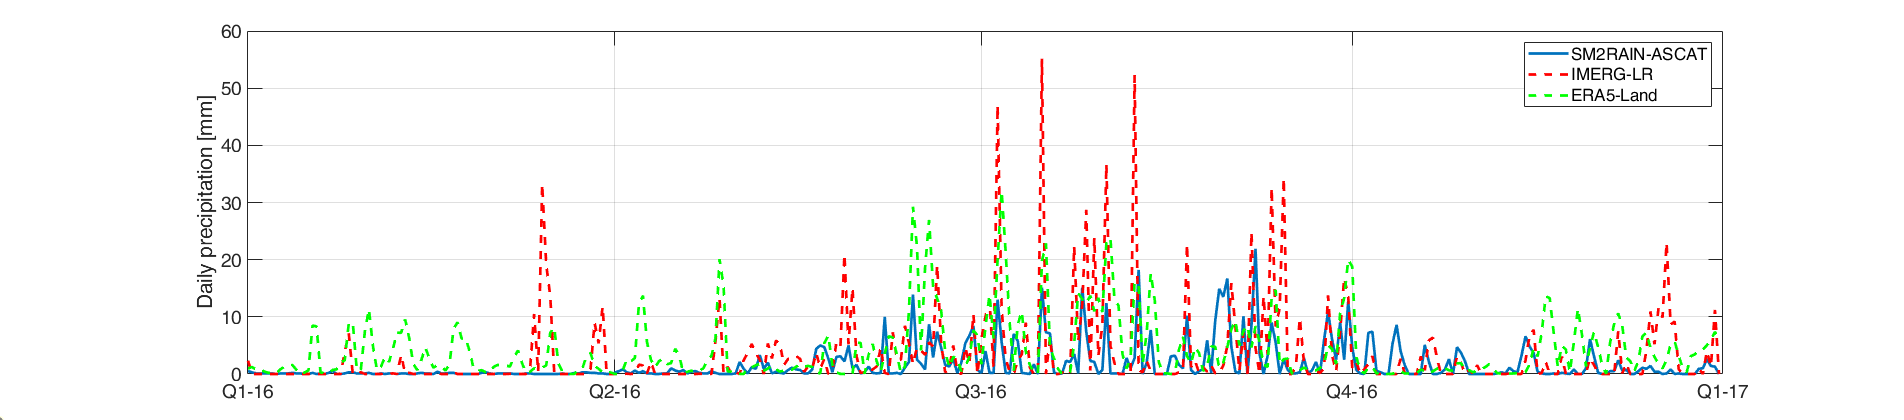 60
50
40
30
20
10
0
Daily precipitation [mm]
SM2RAIN-ASCAT
IMERG-LR
ERA5-Land
Q1-16
Q2-16
Q3-16
Q4-16
Q1-17